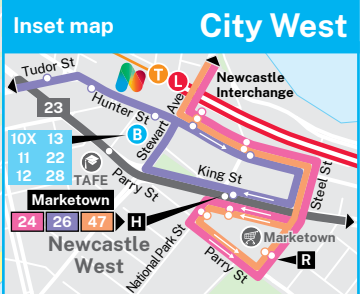 Inset map
City West
Tudor St
T
L
Newcastle
Interchange
23
Hunter St
Stewart Ave
B
10X 13
11 22
12 28
TAFE
King St
Steel St
Parry St
Marketown
24 26 47 H
Newcastle
West
National Park St
Marketown
Parry St
R